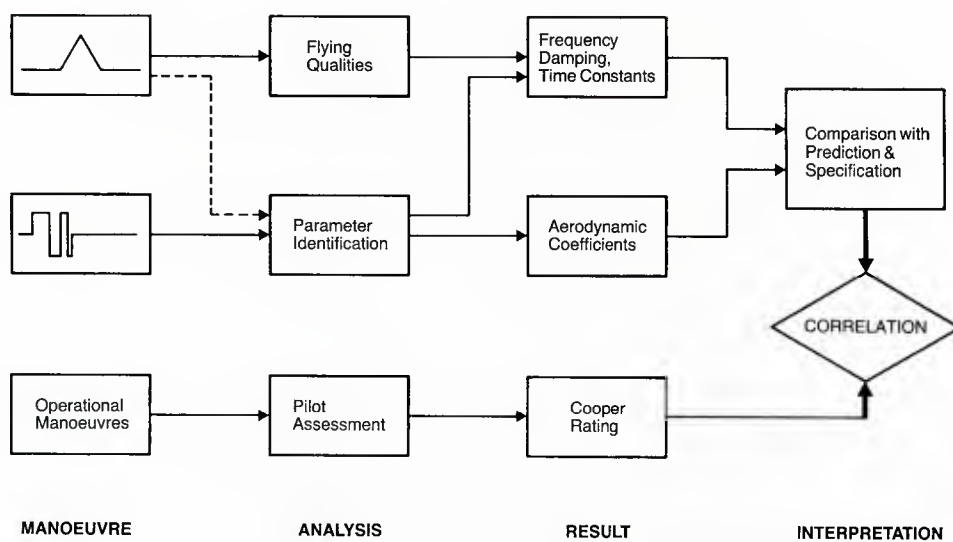 Flying
Qualities
Frequency
Damping,
Time Constants
Comparison with
Prediction &
Specification
Parameter
Identification
Aerodynamic
Coefficients
CORRELATION
Operational
Manoeuvres
Pilot
Assessment
Cooper
Rating
MANOEUVRE
ANALYSIS
RESULT
INTERPRETATION